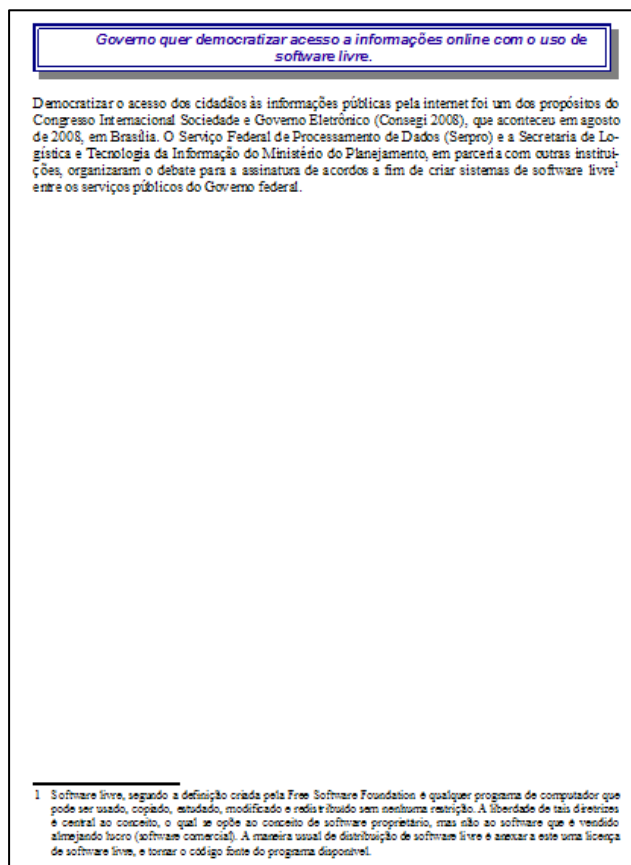 Governo quer democratizar acesso a informações online com o uso de
software livre.
Democratizar o acesso dos cidadãos às informações públicas pela internet foi um dos propósitos do
Congresso Internacional Sociedade e Governo Eletrônico (Consegi 2008), que aconteceu em agosto
de 2008, em Brasília. O Serviço Federal de Processamento de Dados (Serpro) e a Secretaria de Lo-
gística e Tecnologia da Informação do Ministério do Planejamento, em parceria com outras institui-
ções, organizaram o debate para a assinatura de acordos a fim de criar sistemas de software livre1
entre os serviços públicos do Governo federal.
1 Software livre, segundo a definição criada pela Free Software Foundation é qualquer programa de computador que
pode ser usado, copiado, estudado, modificado e redistribuído sem nenhuma restrição. A liberdade de tais diretrizes
é central ao conceito, o qual se opõe ao conceito de software proprietário, mas não ao software que é vendido
almejando lucro (software comercial). A maneira usual de distribuição de software livre é anexar a este uma licença
de software livre, e tornar o código fonte do programa disponível.